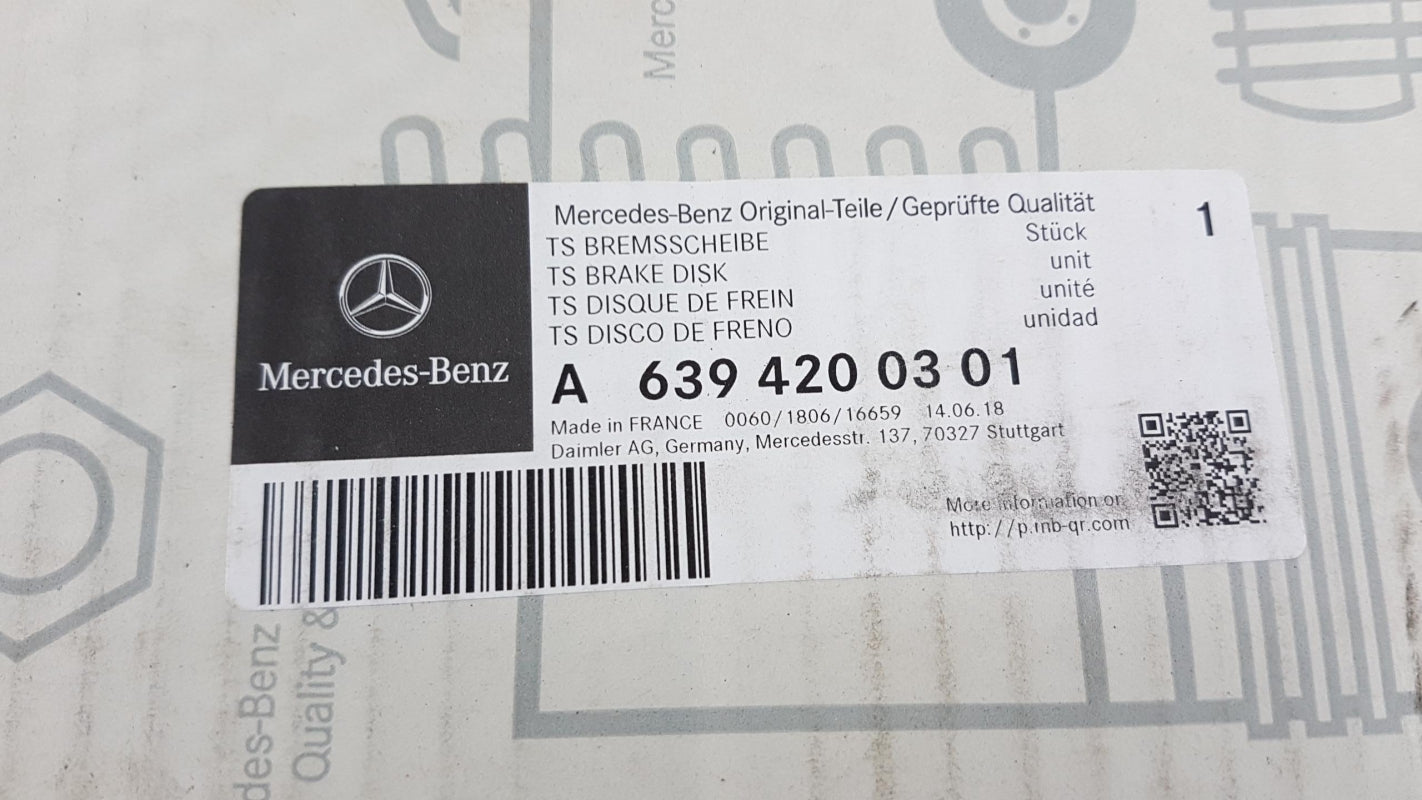 Merc
Mercedes-Benz
Mercedes-Benz Original-Teile/Geprüfte Qualität
TS BREMSSCHEIBE Stück 1
TS BRAKE DISK unit
TS DISQUE DE FREIN unité
TS DISCO DE FRENO unidad
A 639 420 03 01
Made in FRANCE 0060/1806/16659 14.06.18
Daimler AG, Germany, Mercedesstr. 137, 70327 Stuttgart
More information on
http://p.mb-qr.com
des-Benz
Quality &